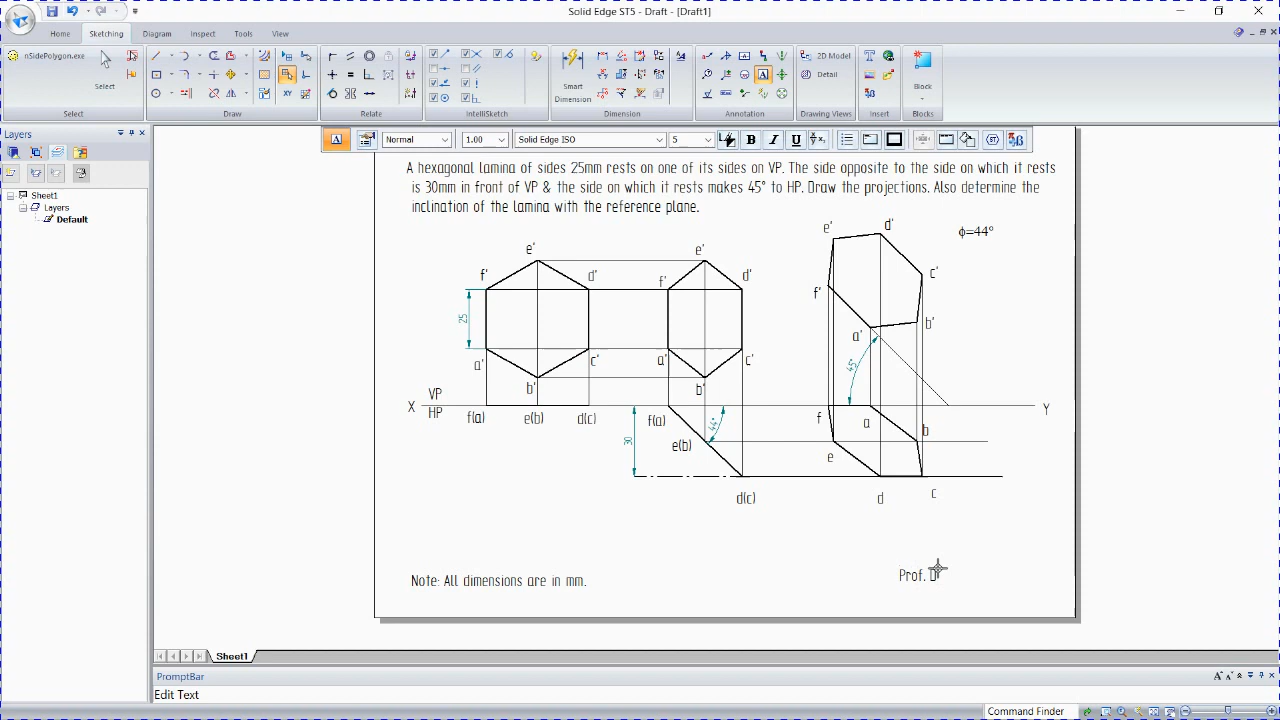 Solid Edge ST5 - Draft - [Draft1]
Home Sketching Diagram Inspect Tools View
nSidePolygon.exe
Select
2D Model
Detail
Smart
Dimension
Block
Select Draw Relate IntelliSketch Dimension Annotation Drawing Views Insert Blocks
Layers
Normal 1.00 Solid Edge ISO 5
Sheet1
Layers
Default
A hexagonal lamina of sides 25mm rests on one of its sides on VP. The side opposite to the side on which it rests
is 30mm in front of VP & the side on which it rests makes 45° to HP. Draw the projections. Also determine the
inclination of the lamina with the reference plane.
e' e' e' d' ϕ=44°
f' d' f' d' f' c'
25
a' c' a' c' a' b'
b' b' 45°
VP
X HP Y
f(a) e(b) d(c) f(a) f a b
30 44°
e(b) e
d(c) d c
Note: All dimensions are in mm.
Prof. D
Sheet1
PromptBar
Edit Text
Command Finder